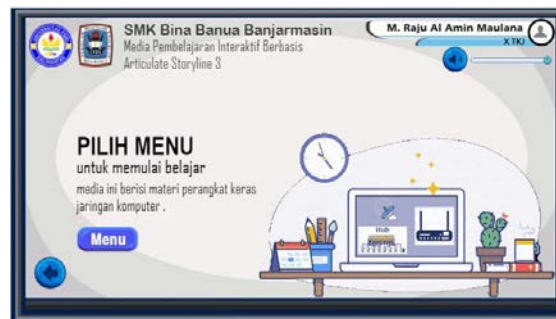 SMK Bina Banua Banjarmasin
Media Pembelajaran Interaktif Berbasis
Articulate Storyline 3
M. Raju Al Amin Maulana
X TKJ
PILIH MENU
untuk memulai belajar
media ini berisi materi perangkat keras
jaringan komputer .
Menu
Hub